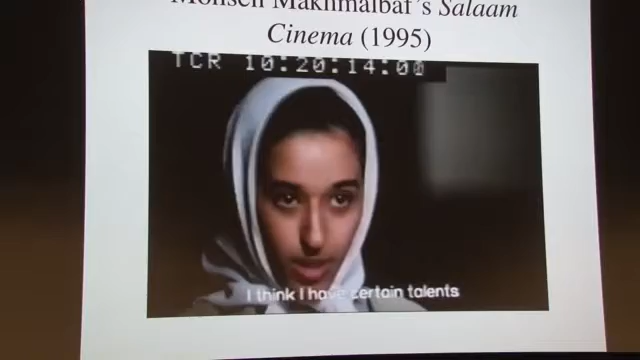 Mohsen Makhmalbaf's Salaam
Cinema (1995)
TCR 10:20:14:00
I think I have certain talents